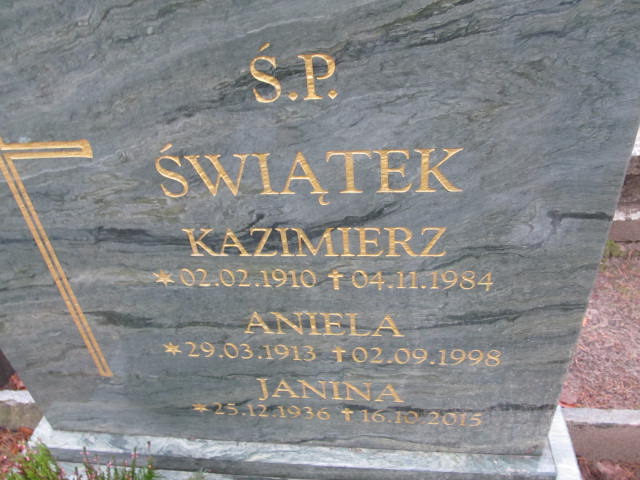 Ś.P.
ŚWIĄTEK
KAZIMIERZ
*02.02.1910 ✝04.11.1984
ANIELA
*29.03.1913 ✝02.09.1998
JANINA
*25.12.1936 ✝16.10.2015